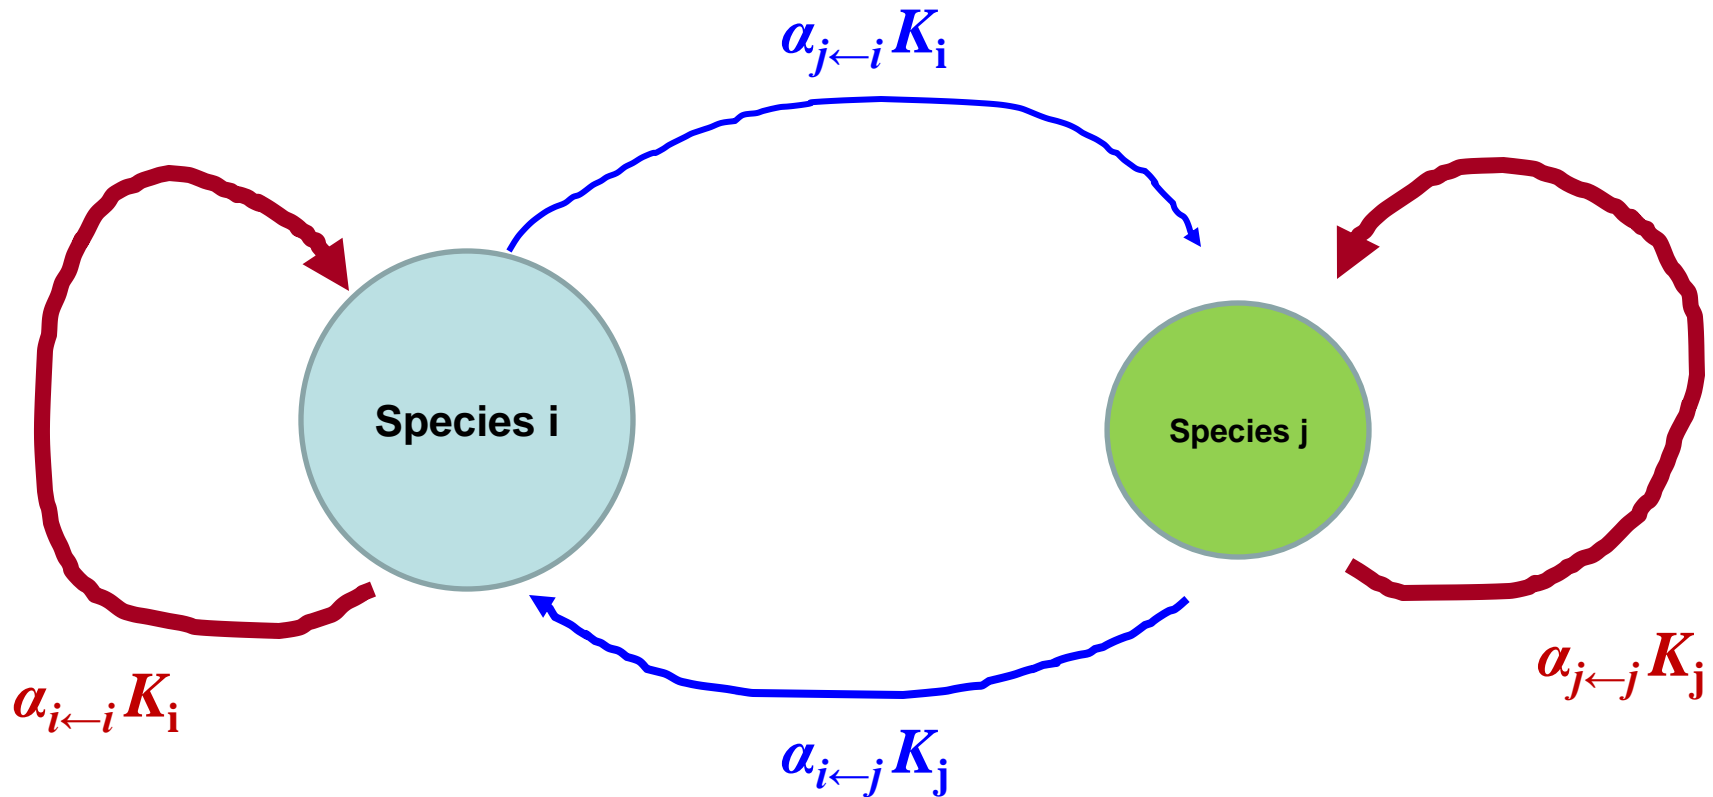 α_{j←i} K_i
Species i
Species j
α_{i←i} K_i
α_{j←j} K_j
α_{i←j} K_j